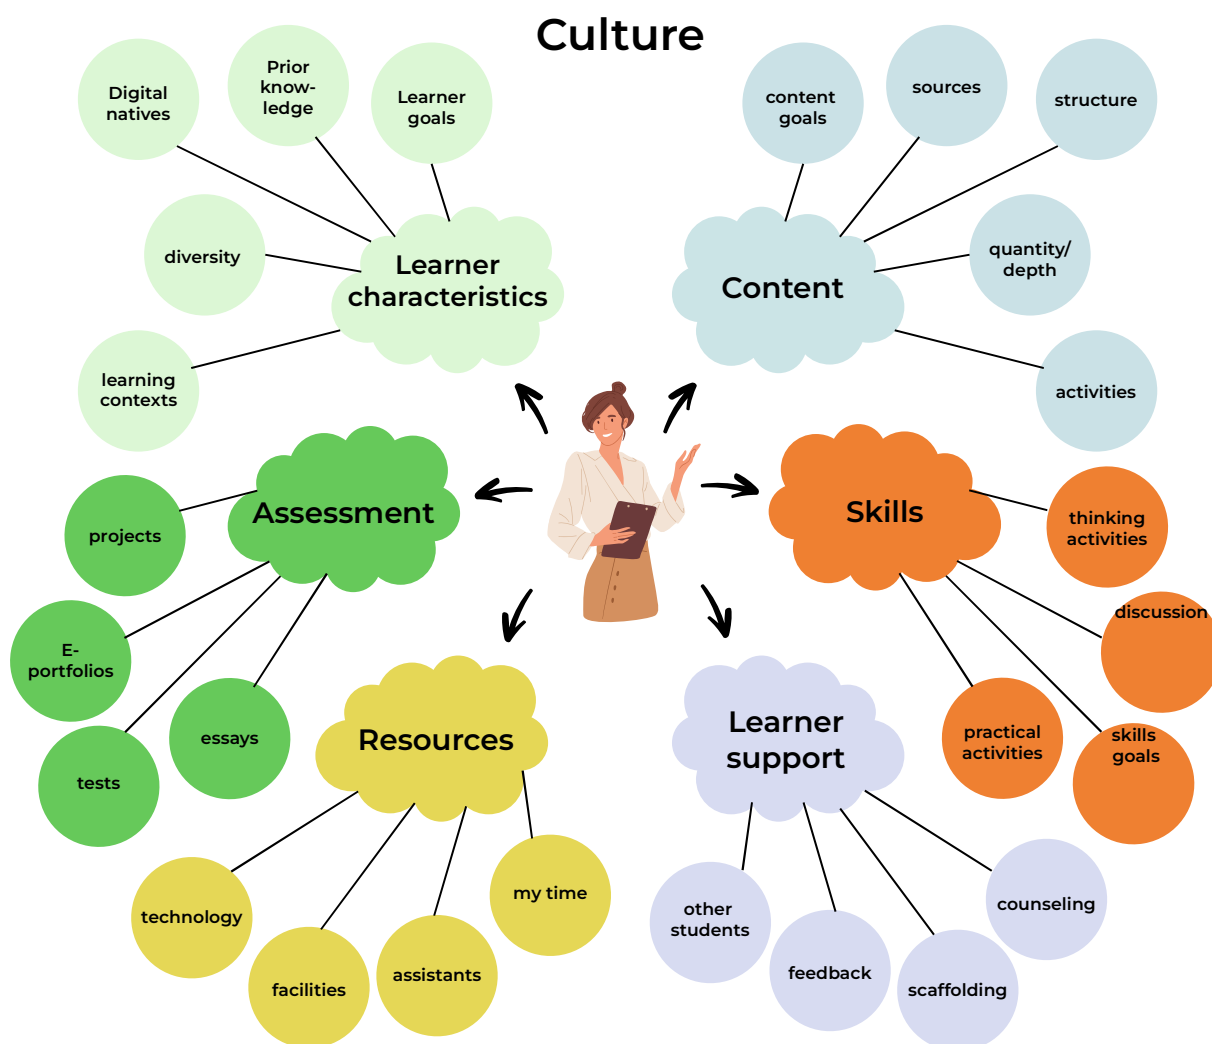 Culture
Digital
natives
Prior
know-
ledge
Learner
goals
diversity
learning
contexts
Learner
characteristics
content
goals
sources
structure
quantity/
depth
activities
Content
Assessment
projects
E-
portfolios
tests
essays
Skills
thinking
activities
discussion
skills
goals
practical
activities
Resources
technology
facilities
assistants
my time
Learner
support
other
students
feedback
scaffolding
counseling